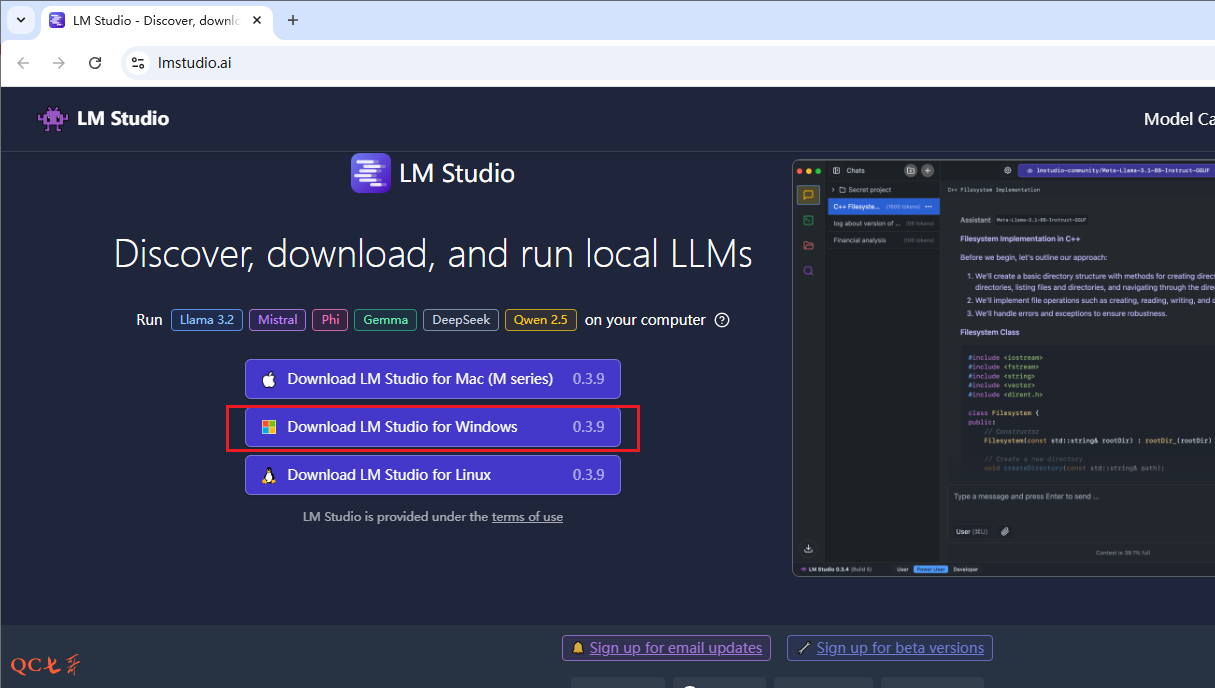 LM Studio - Discover, downlo
lmstudio.ai
LM Studio
Model Ca
LM Studio
Discover, download, and run local LLMs
Run Llama 3.2 Mistral Phi Gemma DeepSeek Qwen 2.5 on your computer
Download LM Studio for Mac (M series) 0.3.9
Download LM Studio for Windows 0.3.9
Download LM Studio for Linux 0.3.9
LM Studio is provided under the terms of use
Chats
lmstudio-community/Meta-Llama-3.1-8B-Instruct-GGUF
Secret project
C++ Filesystem Implementation
C++ Filesyste...
log about version of ...
Financial analysis
Assistant Meta-Llama-3.1-8B-Instruct-GGUF
Filesystem Implementation in C++
Before we begin, let's outline our approach:
1. We'll create a basic directory structure with methods for creating direc
directories, listing files and directories, and navigating through the dire
2. We'll implement file operations such as creating, reading, writing, and
3. We'll handle errors and exceptions to ensure robustness.
Filesystem Class
#include <iostream>
#include <fstream>
#include <string>
#include <vector>
#include <dirent.h>
class Filesystem {
public:
// Constructor
Filesystem(const std::string& rootDir) : rootDir_(rootDir)
// Create a new directory
void createDirectory(const std::string& path);
Type a message and press Enter to send ...
User (⌘U)
Context is 39.1% full
LM Studio 0.3.4 (Build 5) User Power User Developer
Sign up for email updates
Sign up for beta versions
QC七哥